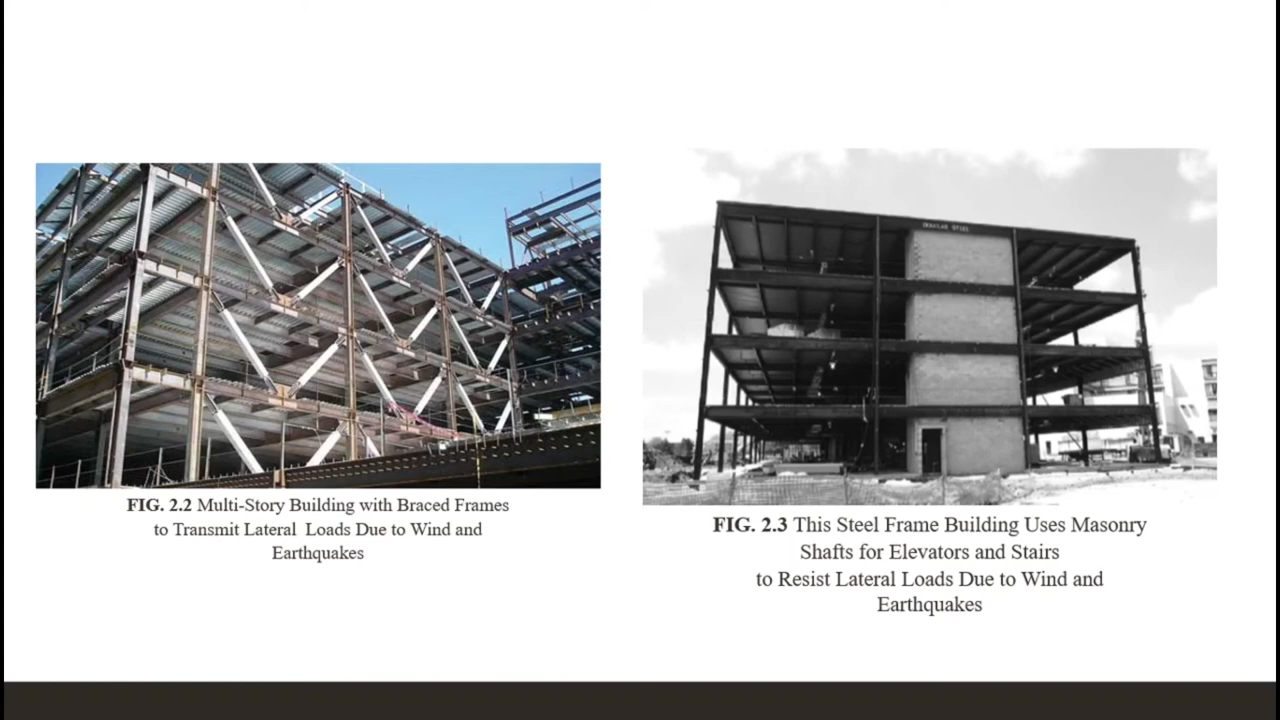 FIG. 2.2 Multi-Story Building with Braced Frames
to Transmit Lateral Loads Due to Wind and
Earthquakes
FIG. 2.3 This Steel Frame Building Uses Masonry
Shafts for Elevators and Stairs
to Resist Lateral Loads Due to Wind and
Earthquakes